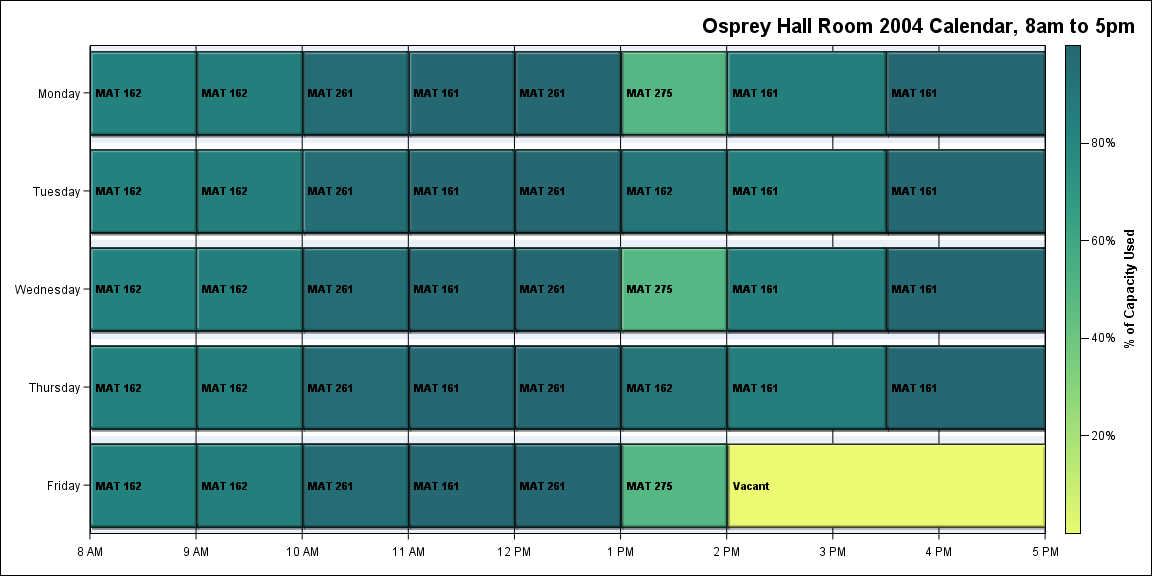 Osprey Hall Room 2004 Calendar, 8am to 5pm
Monday MAT 162 MAT 162 MAT 261 MAT 161 MAT 261 MAT 275 MAT 161 MAT 161
Tuesday MAT 162 MAT 162 MAT 261 MAT 161 MAT 261 MAT 162 MAT 161 MAT 161
Wednesday MAT 162 MAT 162 MAT 261 MAT 161 MAT 261 MAT 275 MAT 161 MAT 161
Thursday MAT 162 MAT 162 MAT 261 MAT 161 MAT 261 MAT 162 MAT 161 MAT 161
Friday MAT 162 MAT 162 MAT 261 MAT 161 MAT 261 MAT 275 Vacant
8 AM 9 AM 10 AM 11 AM 12 PM 1 PM 2 PM 3 PM 4 PM 5 PM
80%
60%
40%
20%
% of Capacity Used